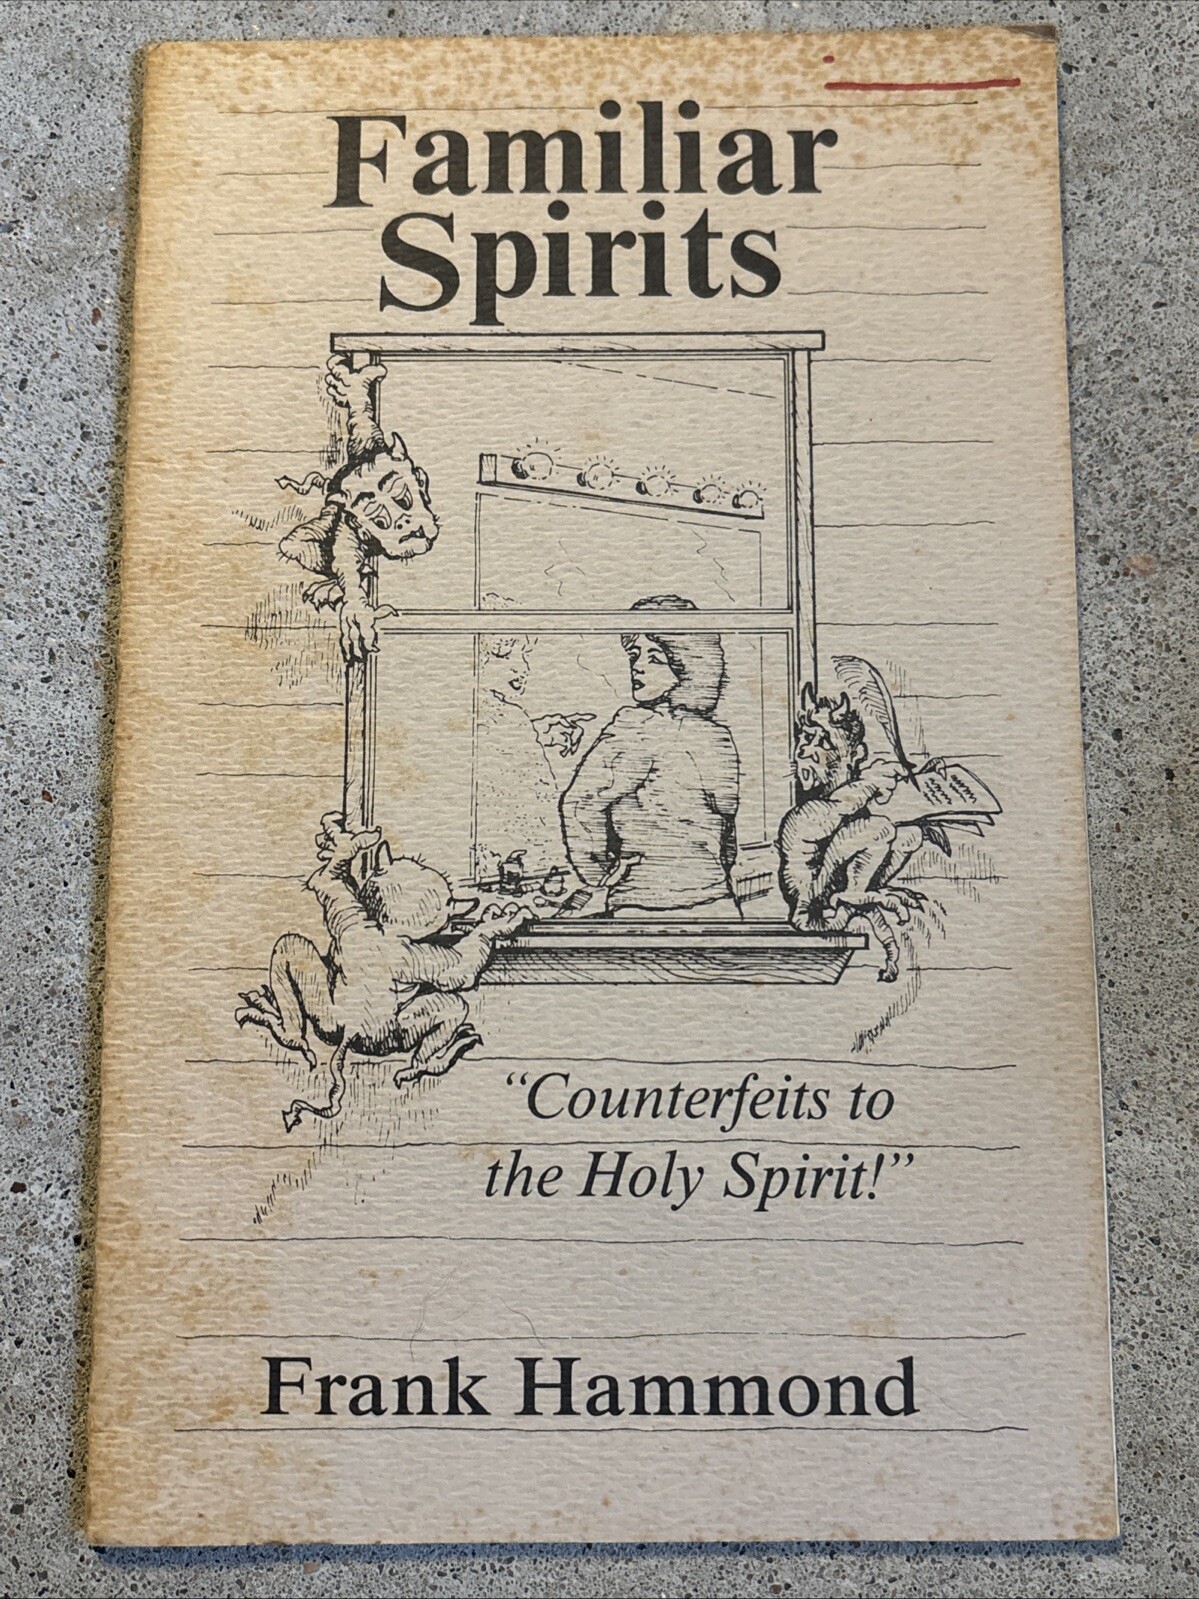 Familiar
Spirits
“Counterfeits to
the Holy Spirit!”
Frank Hammond